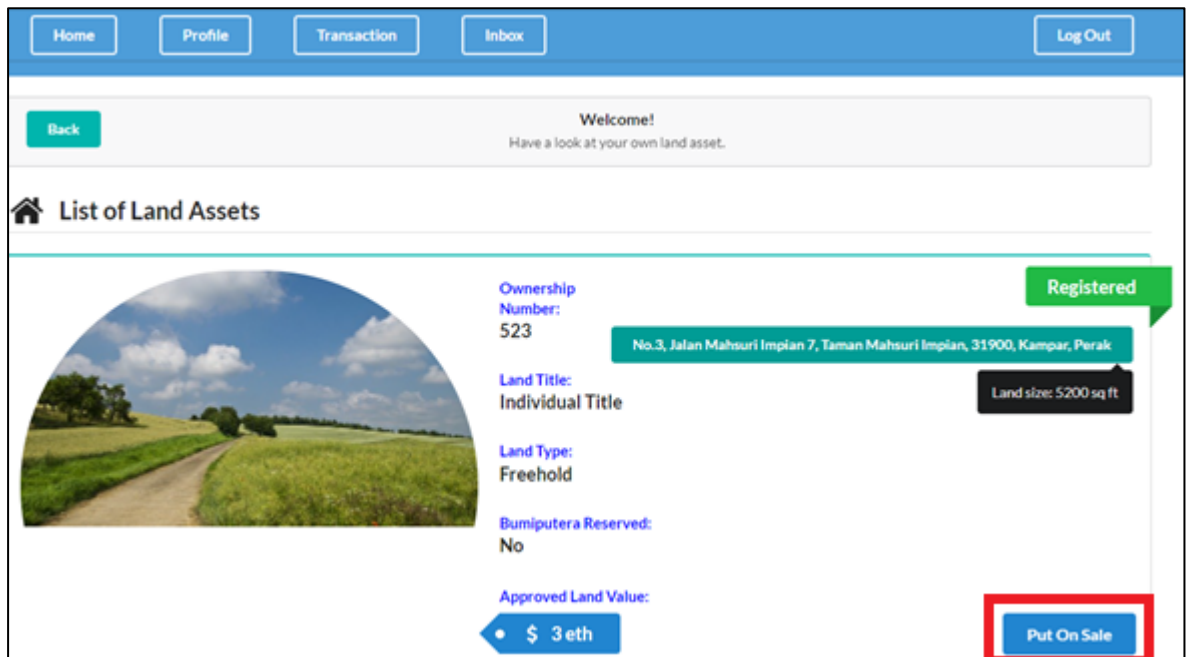 Home
Profile
Transaction
Inbox
Log Out
Back
Welcome!
Have a look at your own land asset.
List of Land Assets
Registered
Ownership
Number:
523
No.3, Jalan Mahsuri Impian 7, Taman Mahsuri Impian, 31900, Kampar, Perak
Land size: 5200 sq ft
Land Title:
Individual Title
Land Type:
Freehold
Bumiputera Reserved:
No
Approved Land Value:
$ 3 eth
Put On Sale